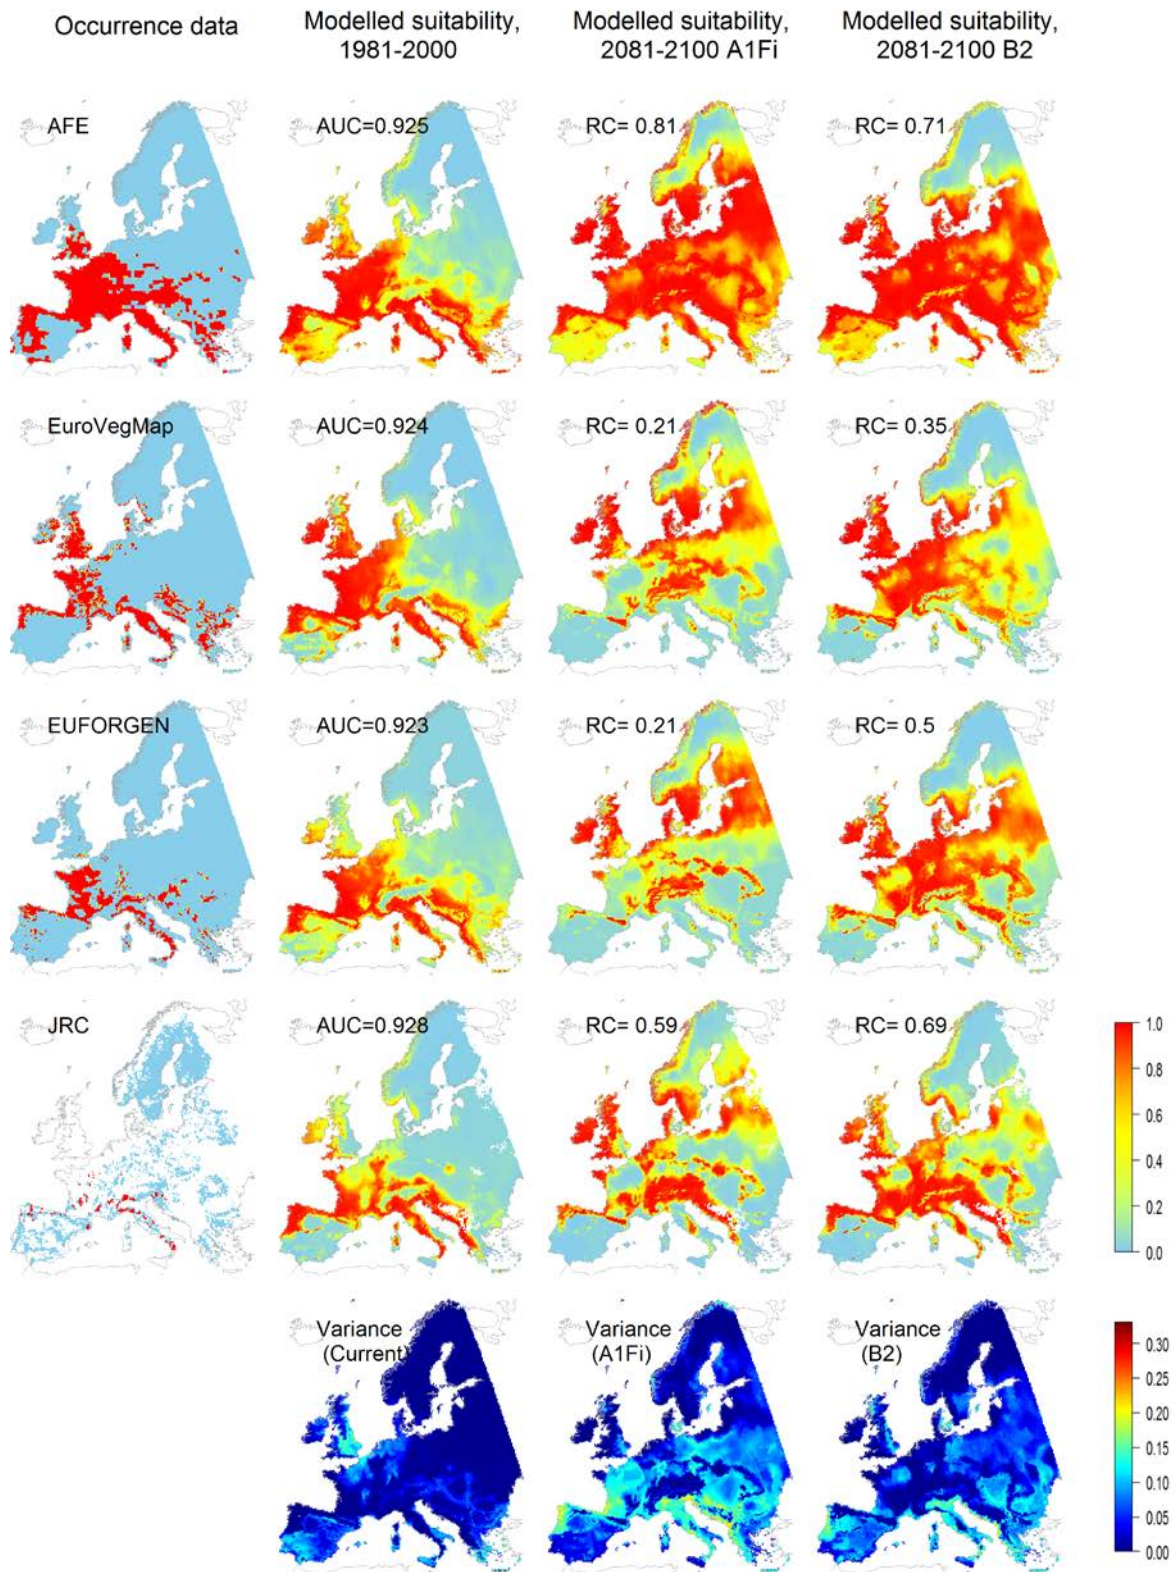 Occurrence data
Modelled suitability,
1981-2000
Modelled suitability,
2081-2100 A1Fi
Modelled suitability,
2081-2100 B2
AFE
AUC=0.925
RC= 0.81
RC= 0.71
EuroVegMap
AUC=0.924
RC= 0.21
RC= 0.35
EUFORGEN
AUC=0.923
RC= 0.21
RC= 0.5
JRC
AUC=0.928
RC= 0.59
RC= 0.69
1.0
0.8
0.6
0.4
0.2
0.0
Variance
(Current)
Variance
(A1Fi)
Variance
(B2)
0.30
0.25
0.20
0.15
0.10
0.05
0.00